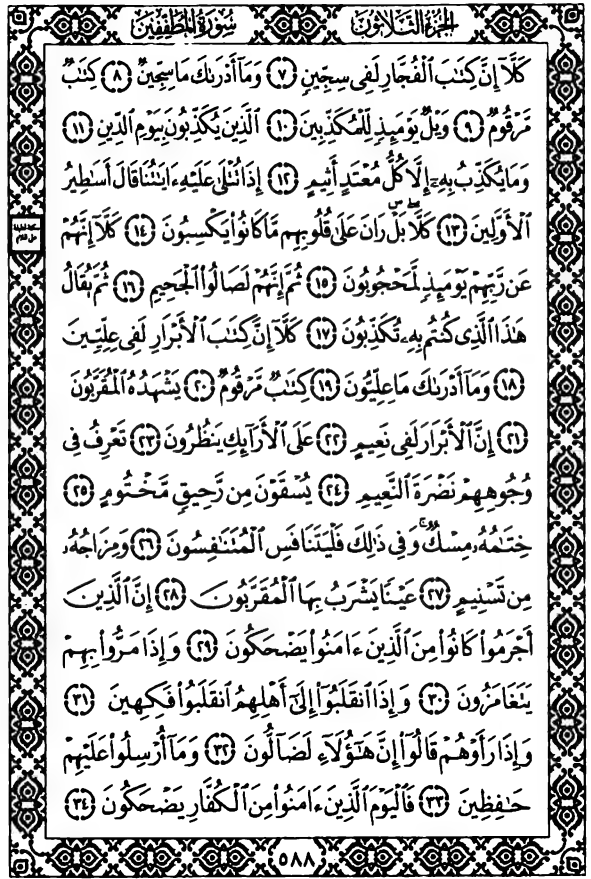 الجزء الثلاثون سورة المطففين
كَلَّآ إِنَّ كِتَٰبَ ٱلْفُجَّارِ لَفِى سِجِّينٍ ﴿٧﴾ وَمَآ أَدْرَىٰكَ مَا سِجِّينٌ ﴿٨﴾ كِتَٰبٌ
مَّرْقُومٌ ﴿٩﴾ وَيْلٌ يَوْمَئِذٍ لِّلْمُكَذِّبِينَ ﴿١٠﴾ ٱلَّذِينَ يُكَذِّبُونَ بِيَوْمِ ٱلدِّينِ ﴿١١﴾
وَمَا يُكَذِّبُ بِهِۦٓ إِلَّا كُلُّ مُعْتَدٍ أَثِيمٍ ﴿١٢﴾ إِذَا تُتْلَىٰ عَلَيْهِ ءَايَٰتُنَا قَالَ أَسَٰطِيرُ
ٱلْأَوَّلِينَ ﴿١٣﴾ كَلَّا ۖ بَلْ ۜ رَانَ عَلَىٰ قُلُوبِهِم مَّا كَانُوا۟ يَكْسِبُونَ ﴿١٤﴾ كَلَّآ إِنَّهُمْ
عَن رَّبِّهِمْ يَوْمَئِذٍ لَّمَحْجُوبُونَ ﴿١٥﴾ ثُمَّ إِنَّهُمْ لَصَالُوا۟ ٱلْجَحِيمِ ﴿١٦﴾ ثُمَّ يُقَالُ
هَٰذَا ٱلَّذِى كُنتُم بِهِۦ تُكَذِّبُونَ ﴿١٧﴾ كَلَّآ إِنَّ كِتَٰبَ ٱلْأَبْرَارِ لَفِى عِلِّيِّينَ
﴿١٨﴾ وَمَآ أَدْرَىٰكَ مَا عِلِّيُّونَ ﴿١٩﴾ كِتَٰبٌ مَّرْقُومٌ ﴿٢٠﴾ يَشْهَدُهُ ٱلْمُقَرَّبُونَ
﴿٢١﴾ إِنَّ ٱلْأَبْرَارَ لَفِى نَعِيمٍ ﴿٢٢﴾ عَلَى ٱلْأَرَآئِكِ يَنظُرُونَ ﴿٢٣﴾ تَعْرِفُ فِى
وُجُوهِهِمْ نَضْرَةَ ٱلنَّعِيمِ ﴿٢٤﴾ يُسْقَوْنَ مِن رَّحِيقٍ مَّخْتُومٍ ﴿٢٥﴾
خِتَٰمُهُۥ مِسْكٌ ۚ وَفِى ذَٰلِكَ فَلْيَتَنَافَسِ ٱلْمُتَنَٰفِسُونَ ﴿٢٦﴾ وَمِزَاجُهُۥ
مِن تَسْنِيمٍ ﴿٢٧﴾ عَيْنًا يَشْرَبُ بِهَا ٱلْمُقَرَّبُونَ ﴿٢٨﴾ إِنَّ ٱلَّذِينَ
أَجْرَمُوا۟ كَانُوا۟ مِنَ ٱلَّذِينَ ءَامَنُوا۟ يَضْحَكُونَ ﴿٢٩﴾ وَإِذَا مَرُّوا۟ بِهِمْ
يَتَغَامَزُونَ ﴿٣٠﴾ وَإِذَا ٱنقَلَبُوٓا۟ إِلَىٰٓ أَهْلِهِمُ ٱنقَلَبُوا۟ فَكِهِينَ ﴿٣١﴾
وَإِذَا رَأَوْهُمْ قَالُوٓا۟ إِنَّ هَٰٓؤُلَآءِ لَضَآلُّونَ ﴿٣٢﴾ وَمَآ أُرْسِلُوا۟ عَلَيْهِمْ
حَٰفِظِينَ ﴿٣٣﴾ فَٱلْيَوْمَ ٱلَّذِينَ ءَامَنُوا۟ مِنَ ٱلْكُفَّارِ يَضْحَكُونَ ﴿٣٤﴾
٥٨٨